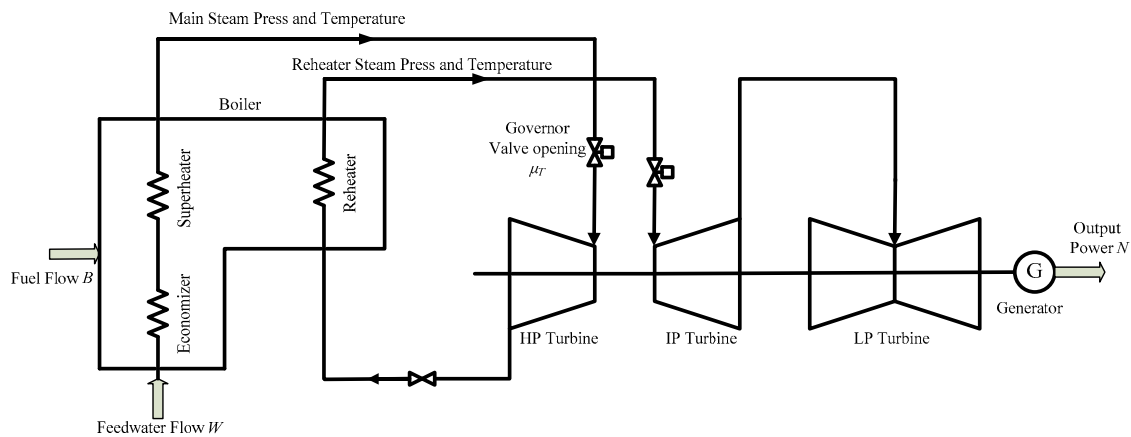 Main Steam Press and Temperature
Reheater Steam Press and Temperature
Boiler
Governor
Valve opening
μT
Superheater
Reheater
Economizer
Fuel Flow B
Feedwater Flow W
HP Turbine
IP Turbine
LP Turbine
G
Generator
Output
Power N